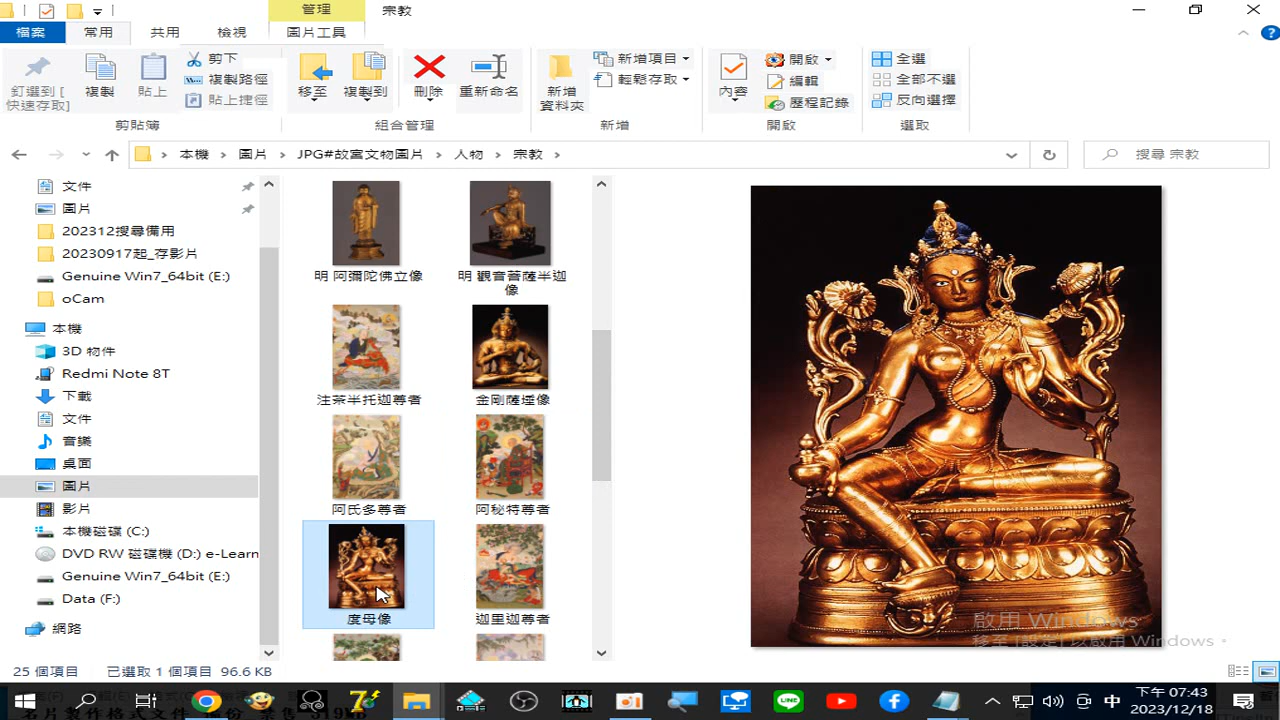 管理
宗教
檔案
常用
共用
檢視
圖片工具
釘選到 [
快速存取]
複製
貼上
剪下
複製路徑
貼上捷徑
移至
複製到
刪除
重新命名
新增
資料夾
新增項目
輕鬆存取
內容
開啟
編輯
歷程記錄
全選
全部不選
反向選擇
剪貼簿
組合管理
新增
開啟
選取
本機 > 圖片 > JPG#故宮文物圖片 > 人物 > 宗教 >
搜尋 宗教
文件
圖片
202312搜尋備用
20230917起_存影片
Genuine Win7_64bit (E:)
oCam
本機
3D 物件
Redmi Note 8T
下載
文件
音樂
桌面
圖片
影片
本機磁碟 (C:)
DVD RW 磁碟機 (D:) e-Learn
Genuine Win7_64bit (E:)
Data (F:)
網路
明 阿彌陀佛立像
明 觀音菩薩半迦
像
注茶半托迦尊者
金剛薩埵像
阿氏多尊者
阿秘特尊者
度母像
迦里迦尊者
啟用 Windows
移至 [設定] 以啟用 Windows。
25 個項目
已選取 1 個項目 96.6 KB
中
下午 07:43
2023/12/18